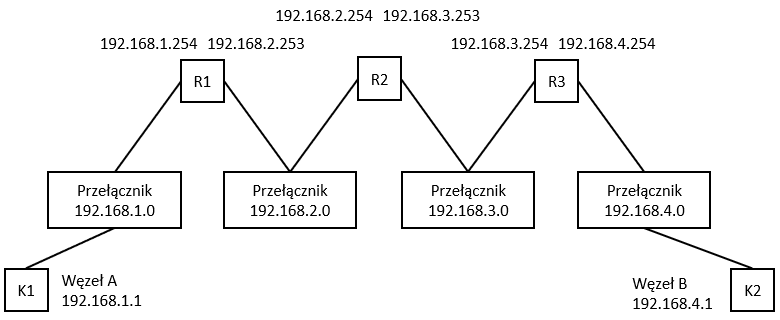 192.168.2.254 192.168.3.253
192.168.1.254 192.168.2.253
192.168.3.254 192.168.4.254
R1
R2
R3
Przełącznik
192.168.1.0
Przełącznik
192.168.2.0
Przełącznik
192.168.3.0
Przełącznik
192.168.4.0
K1
Węzeł A
192.168.1.1
Węzeł B
192.168.4.1
K2